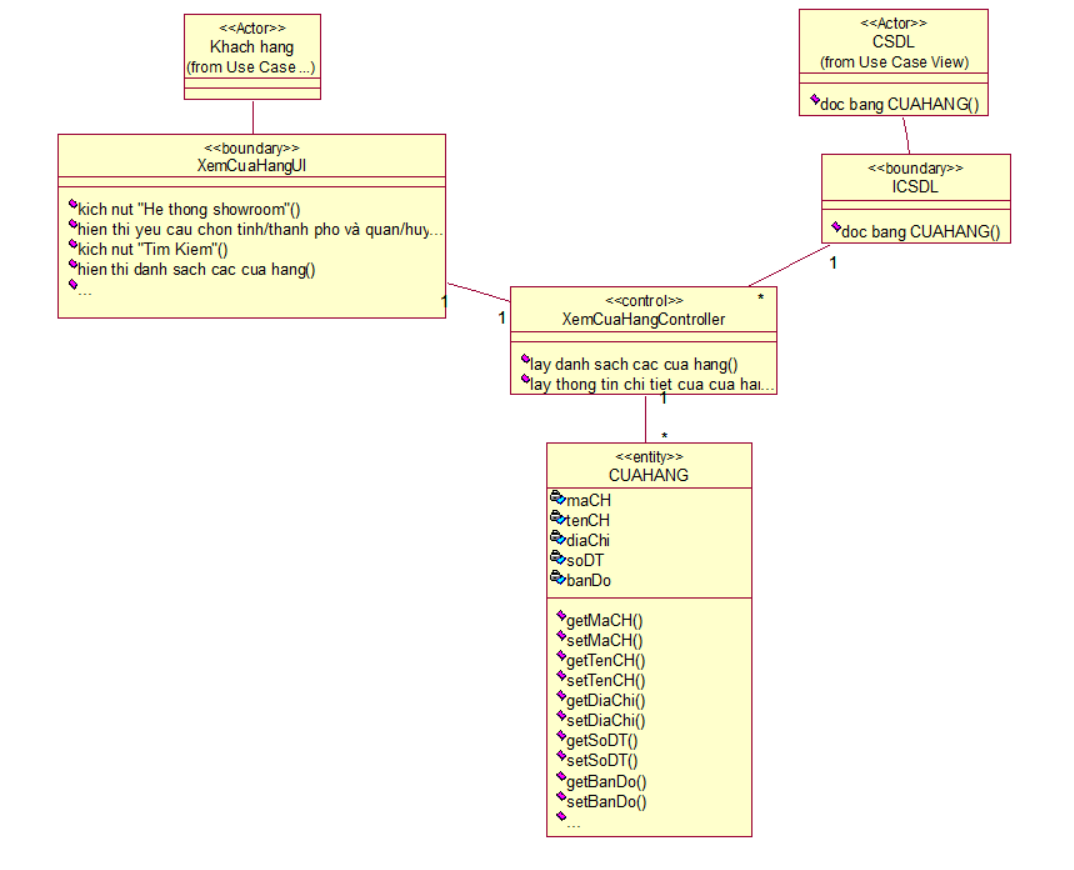 <<Actor>>
Khach hang
(from Use Case ...)
<<Actor>>
CSDL
(from Use Case View)
doc bang CUAHANG()
<<boundary>>
XemCuaHangUI
kich nut "He thong showroom"()
hien thi yeu cau chon tinh/thanh pho và quan/huy...
kich nut "Tim Kiem"()
hien thi danh sach cac cua hang()
...
<<boundary>>
ICSDL
doc bang CUAHANG()
1
1
1
*
<<control>>
XemCuaHangController
lay danh sach cac cua hang()
lay thong tin chi tiet cua cua han...
1
*
<<entity>>
CUAHANG
maCH
tenCH
diaChi
soDT
banDo
getMaCH()
setMaCH()
getTenCH()
setTenCH()
getDiaChi()
setDiaChi()
getSoDT()
setSoDT()
getBanDo()
setBanDo()
...